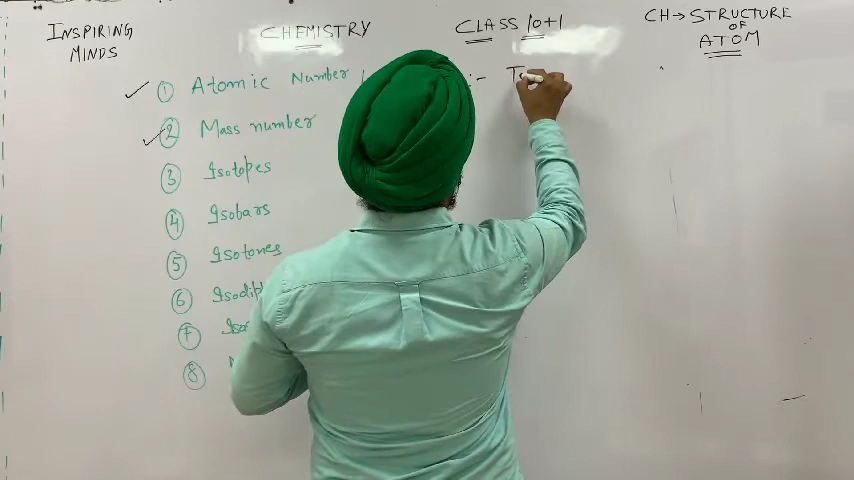 INSPIRING
MINDS
CHEMISTRY
CLASS 10+1
CH→ STRUCTURE
OF
ATOM
① Atomic Number
② Mass number
③ Isotopes
④ Isobars
⑤ Isotones
⑥
⑦
⑧